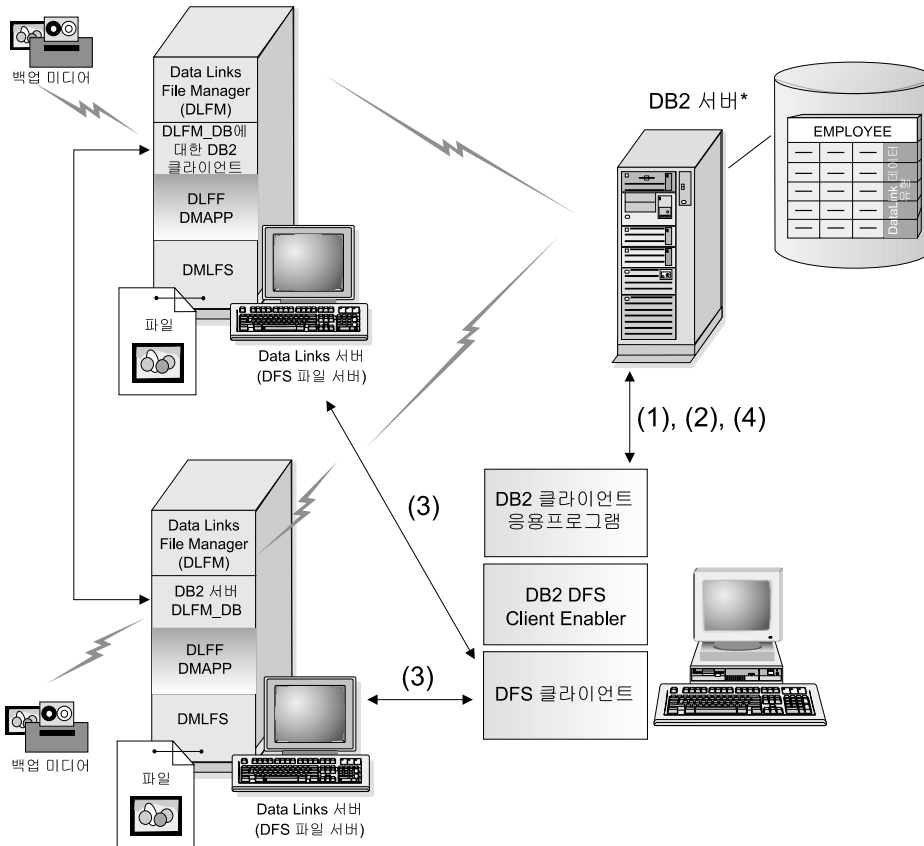 백업 미디어
Data Links
File Manager
(DLFM)
DLFM_DB에
대한 DB2
클라이언트
DLFF
DMAPP
DMLFS
파일
Data Links 서버
(DFS 파일 서버)
DB2 서버*
EMPLOYEE
DataLink 데이터
유형
(1), (2), (4)
(3)
DB2 클라이언트
응용프로그램
DB2 DFS
Client Enabler
DFS 클라이언트
(3)
Data Links
File Manager
(DLFM)
DB2 서버
DLFM_DB
DLFF
DMAPP
DMLFS
백업 미디어
파일
Data Links 서버
(DFS 파일 서버)